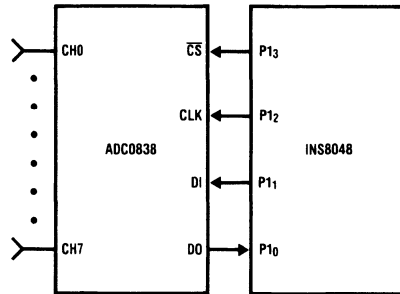 CH0 CS P1₃
CLK P1₂
ADC0838 INS8048
DI P1₁
CH7 DO P1₀